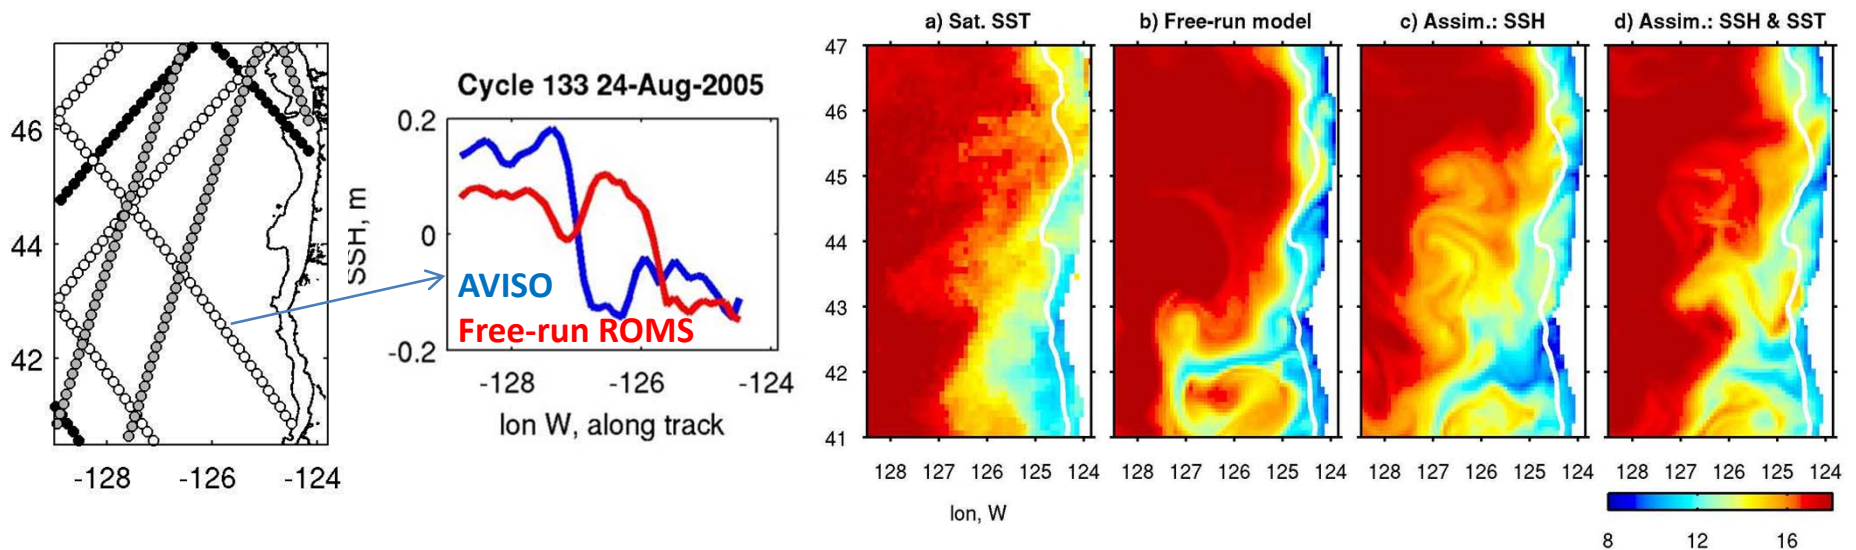 46
44
42
-128 -126 -124
Cycle 133 24-Aug-2005
SSH, m
0.2
0
-0.2
AVISO
Free-run ROMS
-128 -126 -124
lon W, along track
a) Sat. SST
b) Free-run model
c) Assim.: SSH
d) Assim.: SSH & SST
47
46
45
44
43
42
41
128 127 126 125 124
128 127 126 125 124
128 127 126 125 124
128 127 126 125 124
lon, W
8 12 16